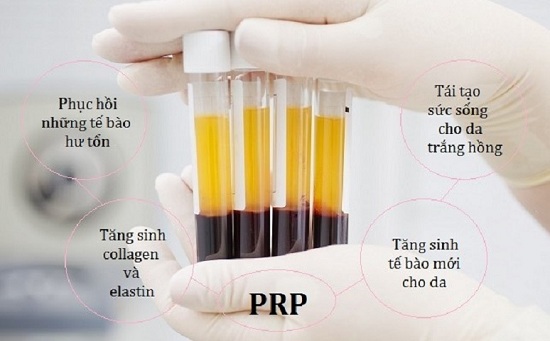 Phục hồi
những tế bào
hư tổn
Tái tạo
sức sống
cho da
trắng hồng
Tăng sinh
collagen
và
elastin
Tăng sinh
tế bào mới
cho da
PRP